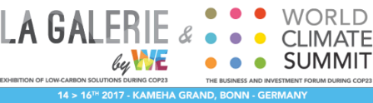 LA GALERIE
by WE
EXHIBITION OF LOW-CARBON SOLUTIONS DURING COP23
&
WORLD
CLIMATE
SUMMIT
THE BUSINESS AND INVESTMENT FORUM DURING COP23
14 > 16TH 2017 - KAMEHA GRAND, BONN - GERMANY